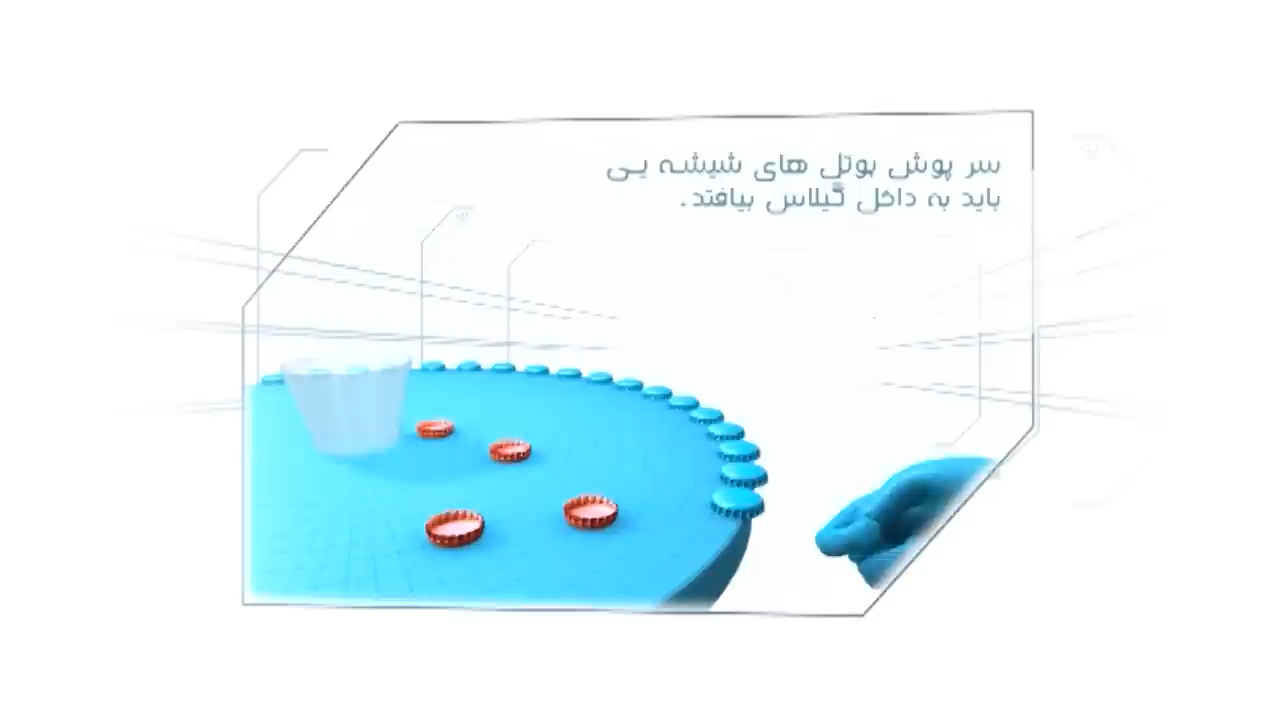 سر پوش بوتل های شیشه یی
باید به داخل گیلاس بیافتد.